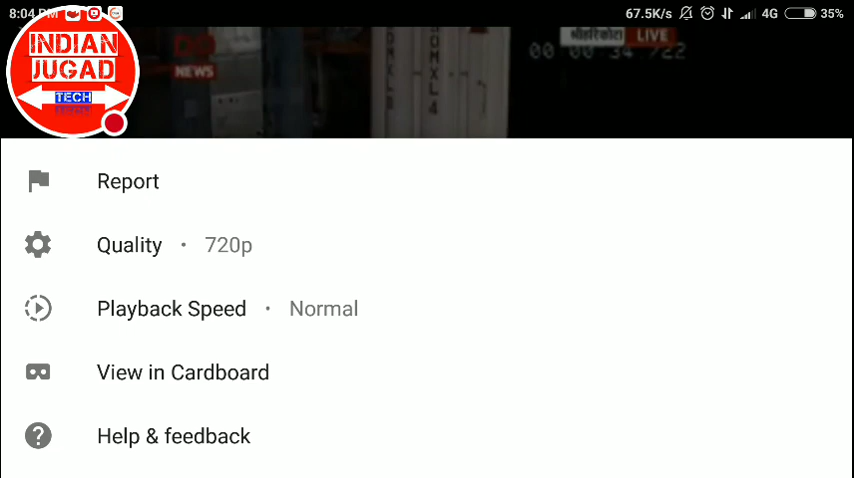 8:04 PM
67.5K/s
4G
35%
INDIAN
JUGAD
TECH
NEWS
श्रीहरिकोटा LIVE
Report
Quality • 720p
Playback Speed • Normal
View in Cardboard
Help & feedback